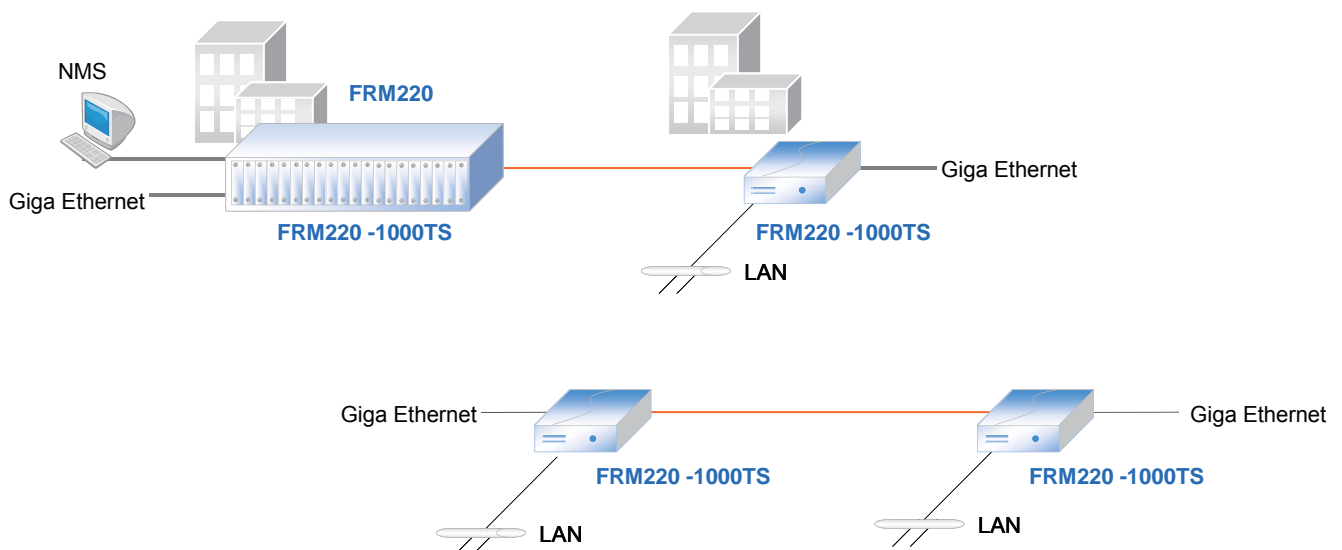 NMS
FRM220
Giga Ethernet
Giga Ethernet
FRM220 -1000TS
FRM220 -1000TS
LAN
Giga Ethernet
Giga Ethernet
FRM220 -1000TS
FRM220 -1000TS
LAN
LAN